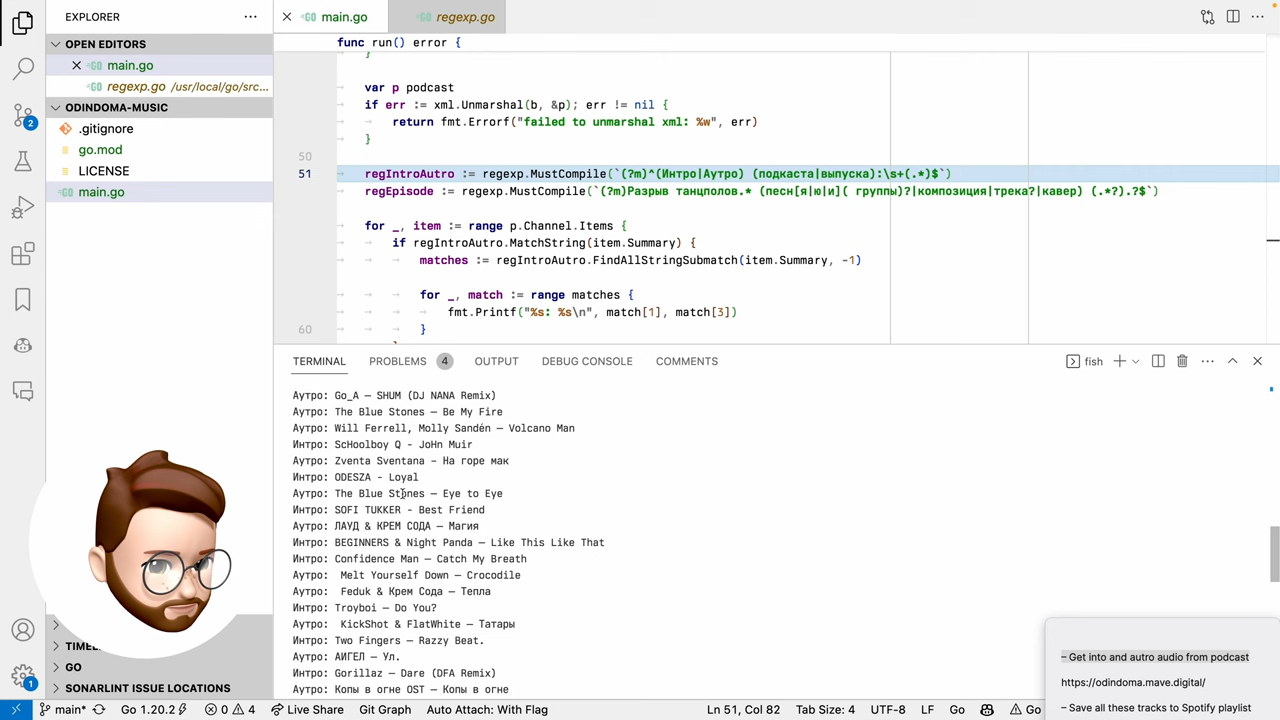 EXPLORER
main.go
regexp.go
OPEN EDITORS
main.go
regexp.go /usr/local/go/src...
ODINDOMA-MUSIC
.gitignore
go.mod
LICENSE
main.go
2
TIMEL
GO
SONARLINT ISSUE LOCATIONS
1
func run() error {
}
var p podcast
if err := xml.Unmarshal(b, &p); err != nil {
return fmt.Errorf("failed to unmarshal xml: %w", err)
}
50
51 regIntroAutro := regexp.MustCompile(`(?m)^(Интро|Аутро) (подкаста|выпуска):\s+(.*)$`)
regEpisode := regexp.MustCompile(`(?m)Разрыв танцполов.* (песн[я|ю|и]( группы)?|композиция|трека?|кавер) (.*?).?$`)
for _, item := range p.Channel.Items {
if regIntroAutro.MatchString(item.Summary) {
matches := regIntroAutro.FindAllStringSubmatch(item.Summary, -1)
for _, match := range matches {
fmt.Printf("%s: %s\n", match[1], match[3])
60 }
TERMINAL PROBLEMS 4 OUTPUT DEBUG CONSOLE COMMENTS
fish
Аутро: Go_A – SHUM (DJ NANA Remix)
Аутро: The Blue Stones – Be My Fire
Аутро: Will Ferrell, Molly Sandén – Volcano Man
Интро: ScHoolboy Q - JoHn Muir
Аутро: Zventa Sventana - На горе мак
Интро: ODESZA - Loyal
Аутро: The Blue Stones – Eye to Eye
Интро: SOFI TUKKER - Best Friend
Аутро: ЛАУД & КРЕМ СОДА – Магия
Интро: BEGINNERS & Night Panda – Like This Like That
Интро: Confidence Man – Catch My Breath
Аутро:  Melt Yourself Down – Crocodile
Аутро:  Feduk & Крем Сода – Тепла
Интро: Troyboi – Do You?
Аутро:  KickShot & FlatWhite – Татары
Интро: Two Fingers – Razzy Beat.
Аутро: АИГЕЛ – Ул.
Интро: Gorillaz – Dare (DFA Remix)
Аутро: Копы в огне OST – Копы в огне
– Get into and autro audio from podcast
https://odindoma.mave.digital/
– Save all these tracks to Spotify playlist
main* Go 1.20.2 0 4 Live Share Git Graph Auto Attach: With Flag Ln 51, Col 82 Tab Size: 4 UTF-8 LF Go Go